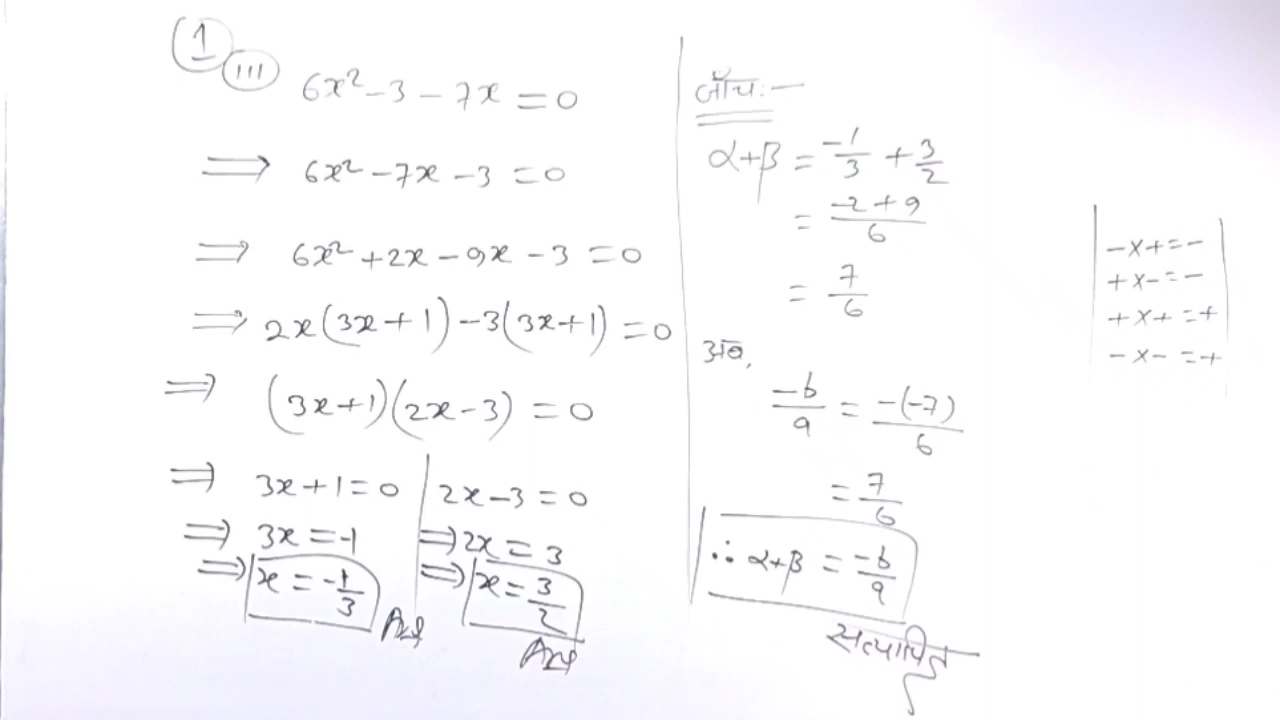 1
III
6x² - 3 - 7x = 0
⇒ 6x² - 7x - 3 = 0
⇒ 6x² + 2x - 9x - 3 = 0
⇒ 2x(3x + 1) - 3(3x + 1) = 0
⇒ (3x + 1)(2x - 3) = 0
⇒ 3x + 1 = 0 | 2x - 3 = 0
⇒ 3x = -1 ⇒ 2x = 3
⇒ x = -1/3 Ans ⇒ x = 3/2 Ans
जाँच :-
α + β = -1/3 + 3/2
= (-2 + 9)/6
= 7/6
अब,
-b/a = -(-7)/6
= 7/6
∴ α + β = -b/a
सत्यापित
- × + = -
+ × - = -
+ × + = +
- × - = +